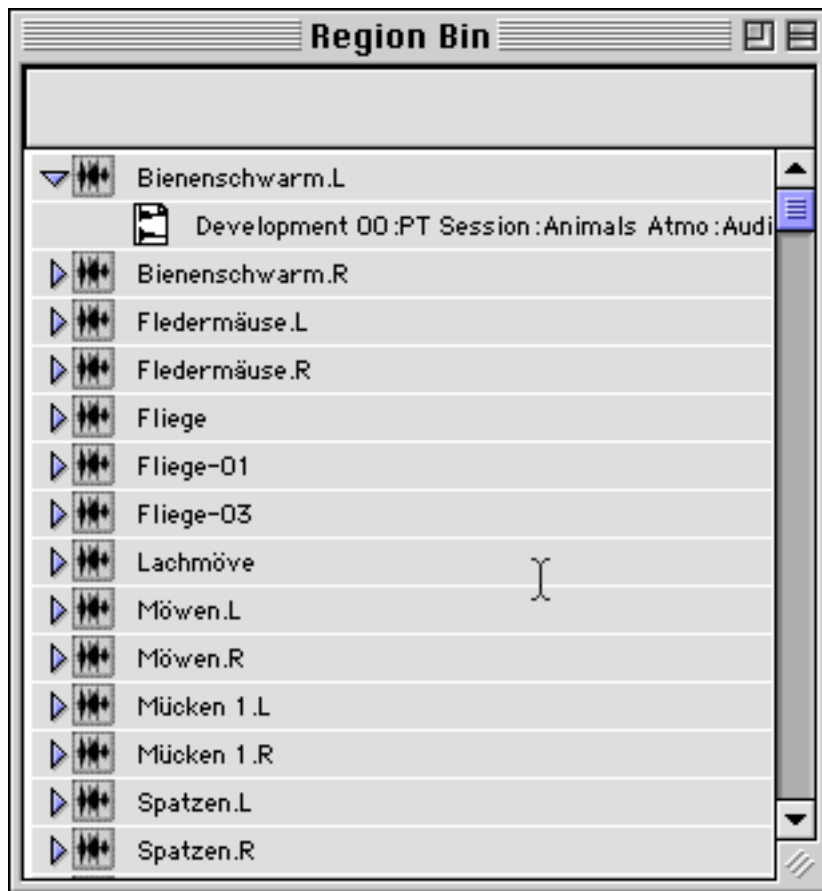 Region Bin
Bienenschwarm.L
Development 00:PT Session:Animals Atmo:Audi
Bienenschwarm.R
Fledermäuse.L
Fledermäuse.R
Fliege
Fliege-01
Fliege-03
Lachmöve
Möwen.L
Möwen.R
Mücken 1.L
Mücken 1.R
Spatzen.L
Spatzen.R